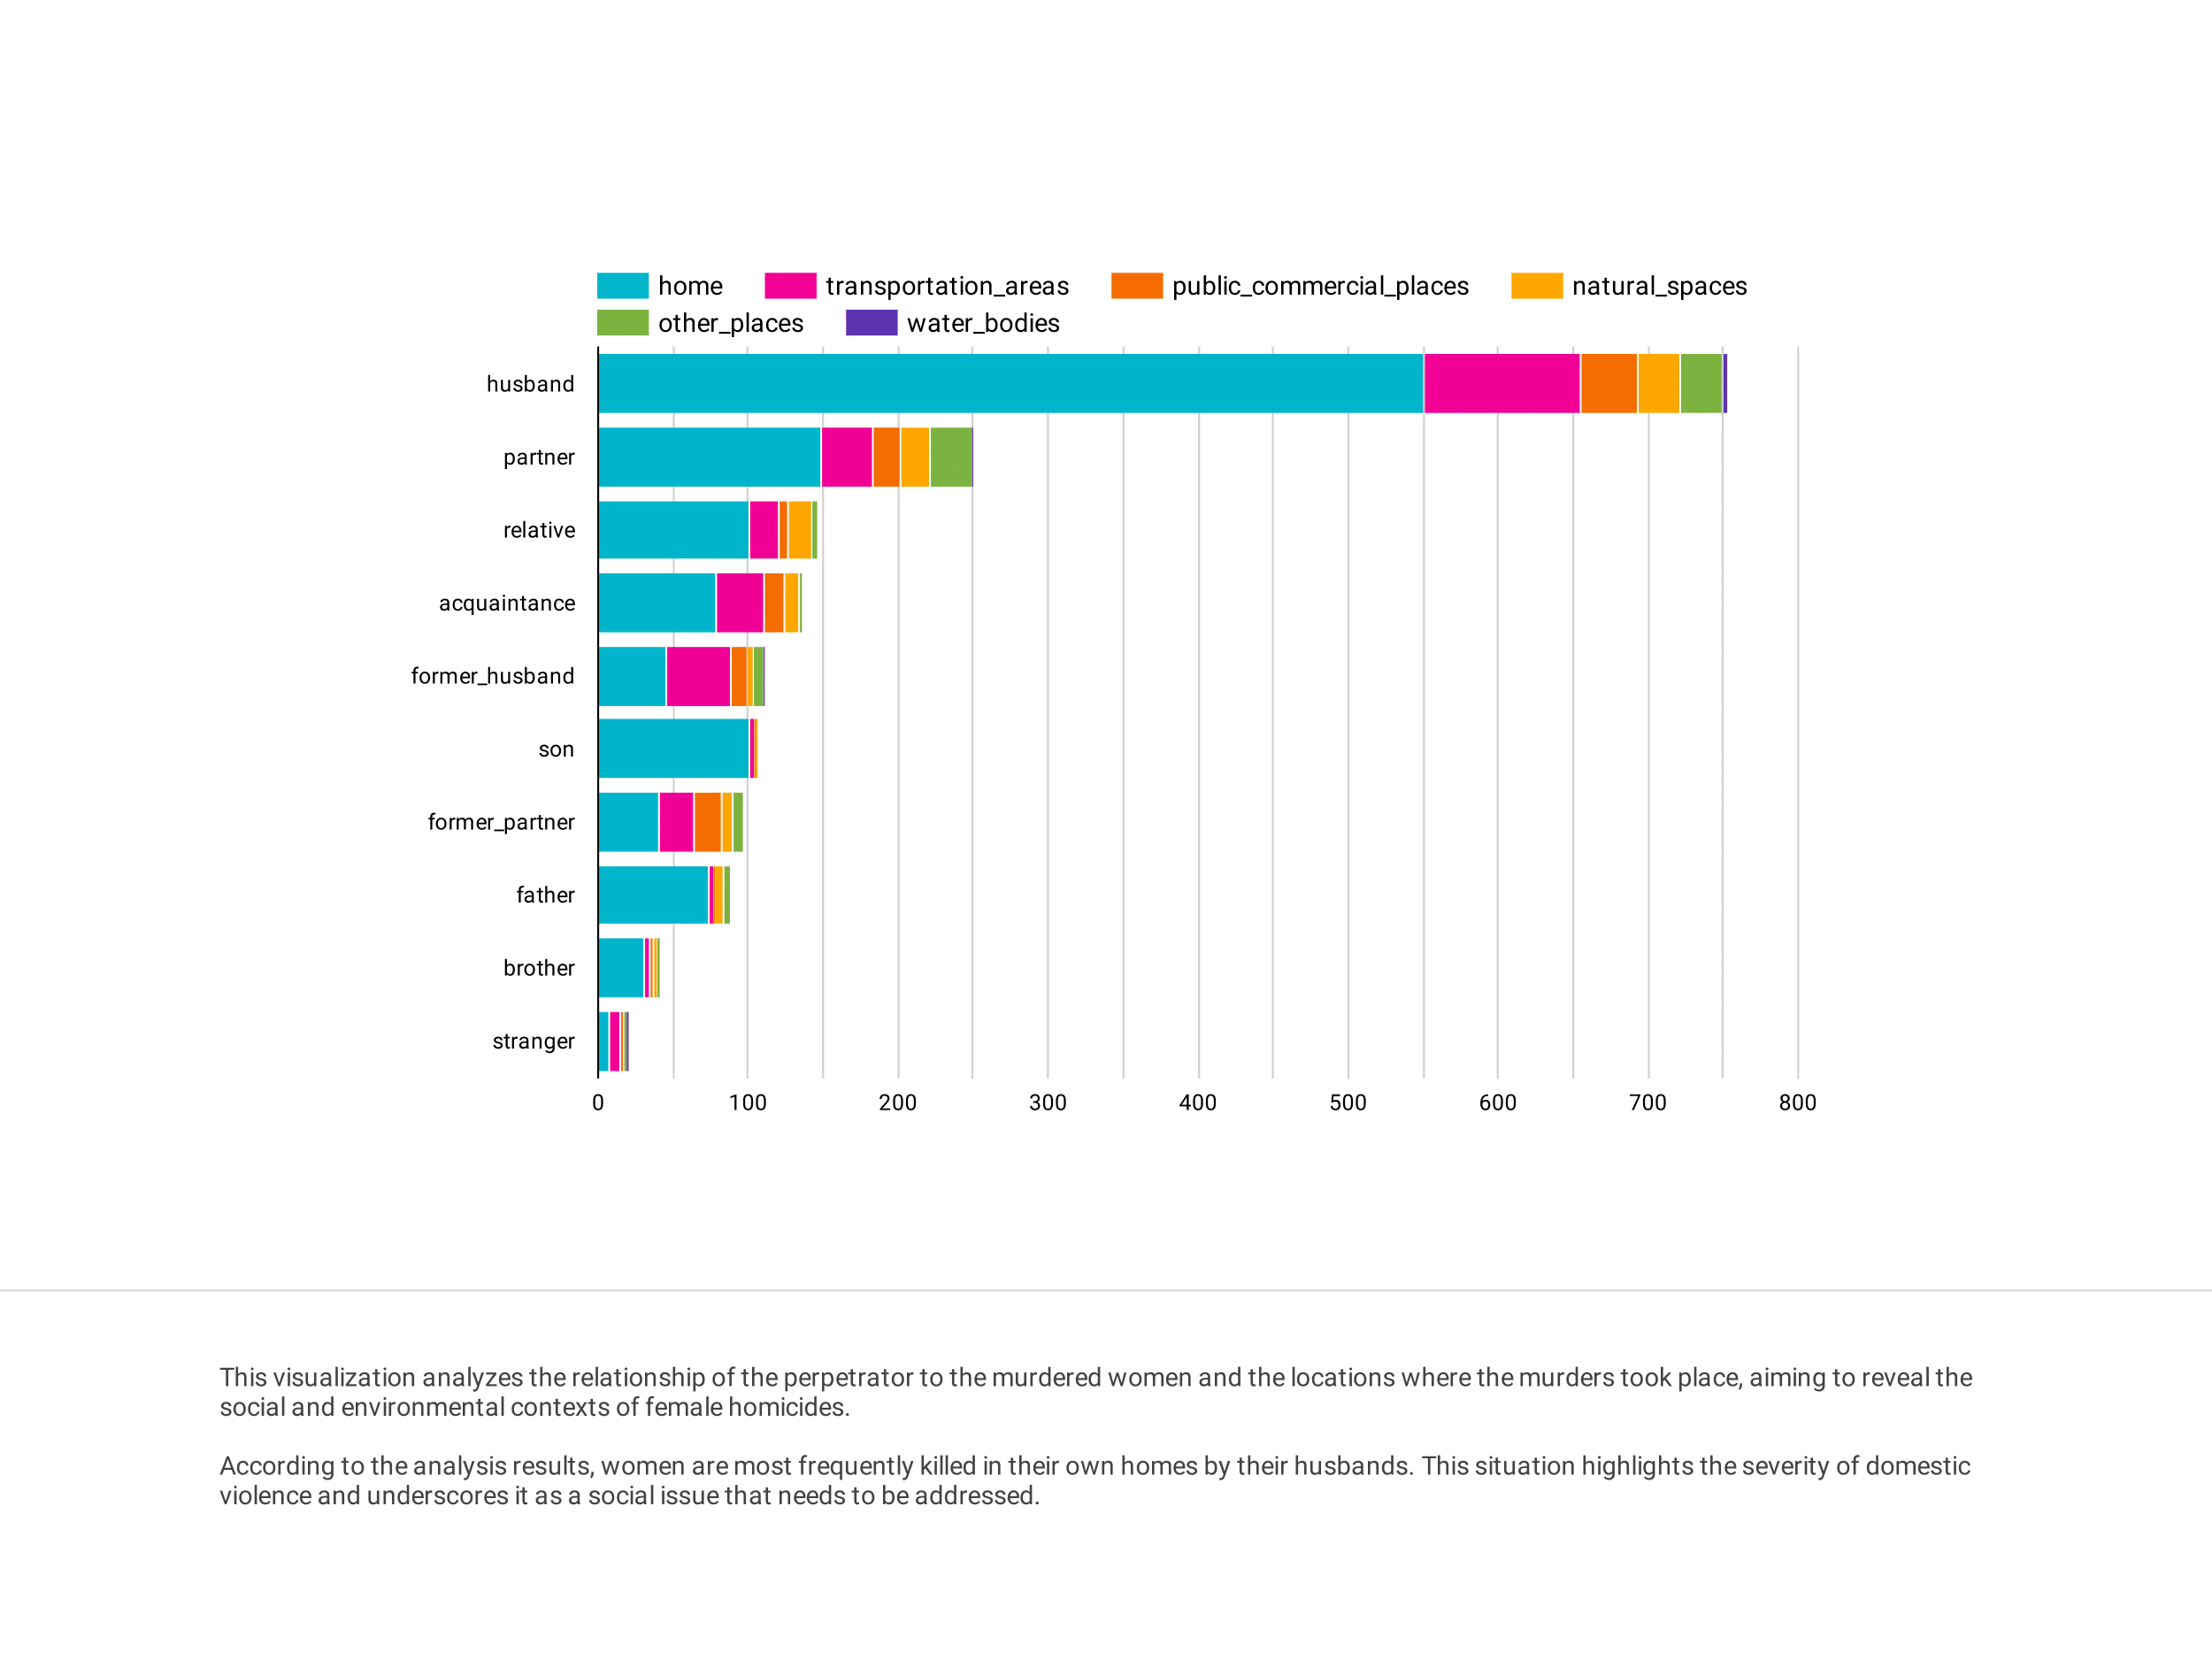 home transportation_areas public_commercial_places natural_spaces
other_places water_bodies
husband
partner
relative
acquaintance
former_husband
son
former_partner
father
brother
stranger
0 100 200 300 400 500 600 700 800
This visualization analyzes the relationship of the perpetrator to the murdered women and the locations where the murders took place, aiming to reveal the
social and environmental contexts of female homicides.
According to the analysis results, women are most frequently killed in their own homes by their husbands. This situation highlights the severity of domestic
violence and underscores it as a social issue that needs to be addressed.